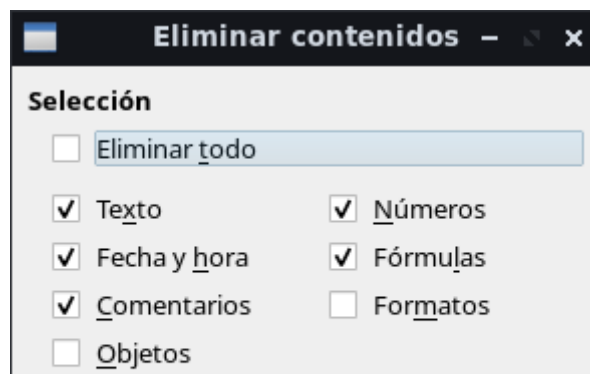 Eliminar contenidos
Selección
Eliminar todo
Texto Números
Fecha y hora Fórmulas
Comentarios Formatos
Objetos